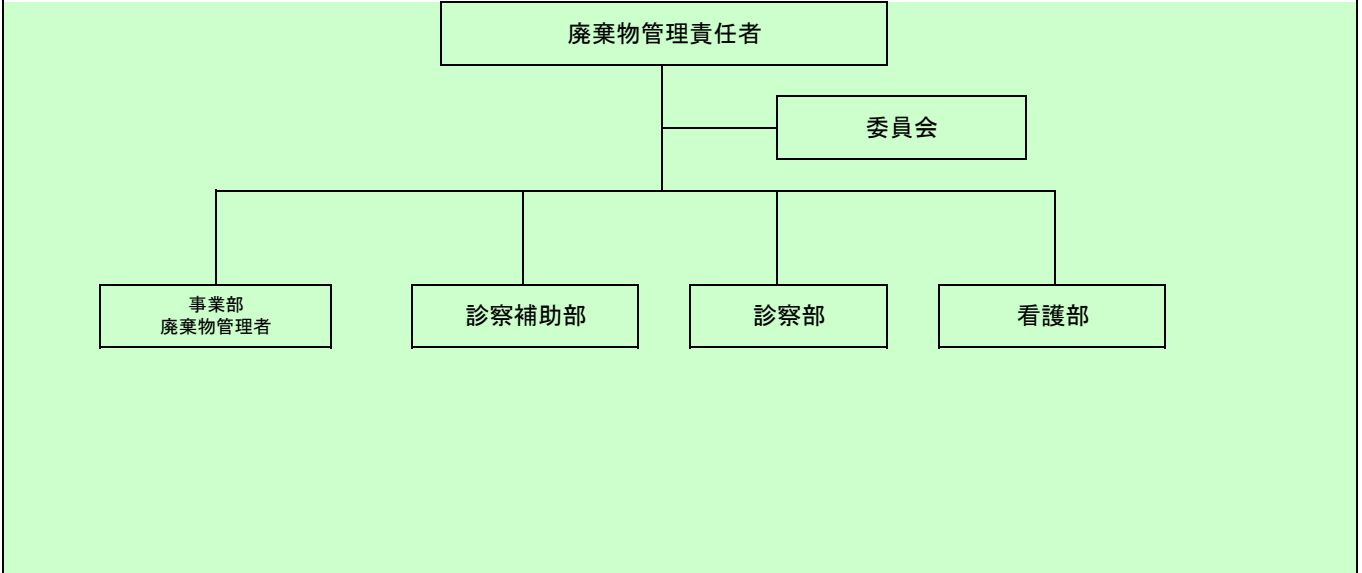 廃棄物管理責任者
委員会
事業部
廃棄物管理者
診察補助部
診察部
看護部